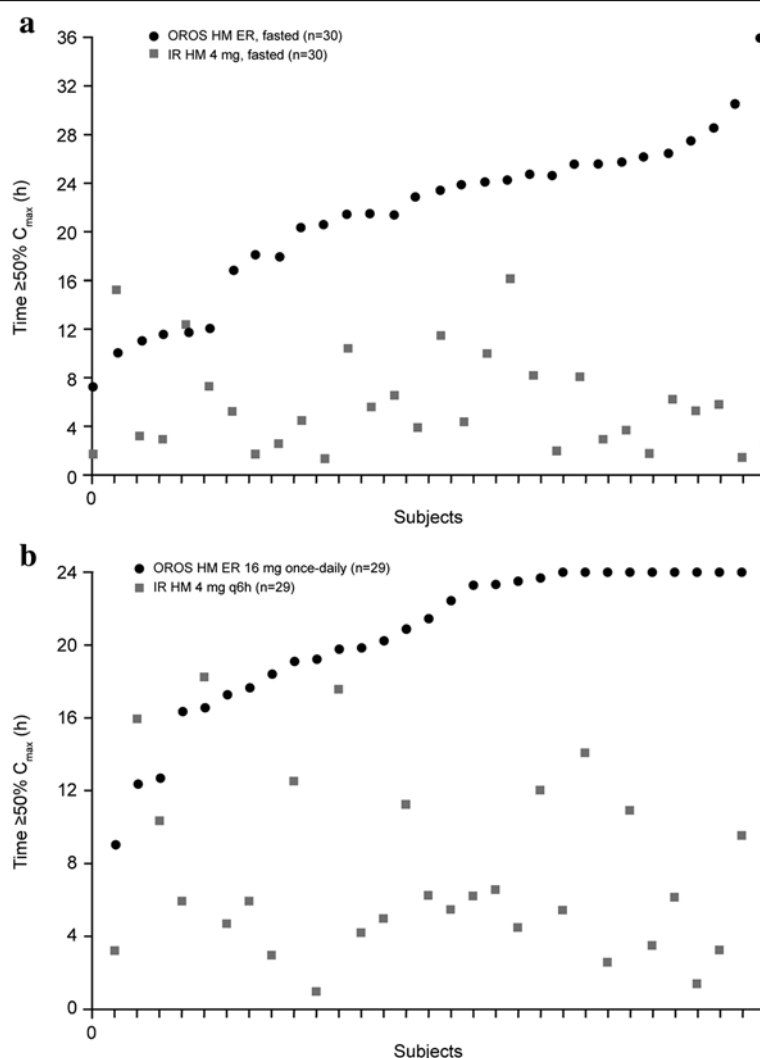 a
OROS HM ER, fasted (n=30)
IR HM 4 mg, fasted (n=30)
Time ≥50% Cmax (h)
36
32
28
24
20
16
12
8
4
0
0
Subjects
b
OROS HM ER 16 mg once-daily (n=29)
IR HM 4 mg q6h (n=29)
Time ≥50% Cmax (h)
24
20
16
12
8
4
0
0
Subjects